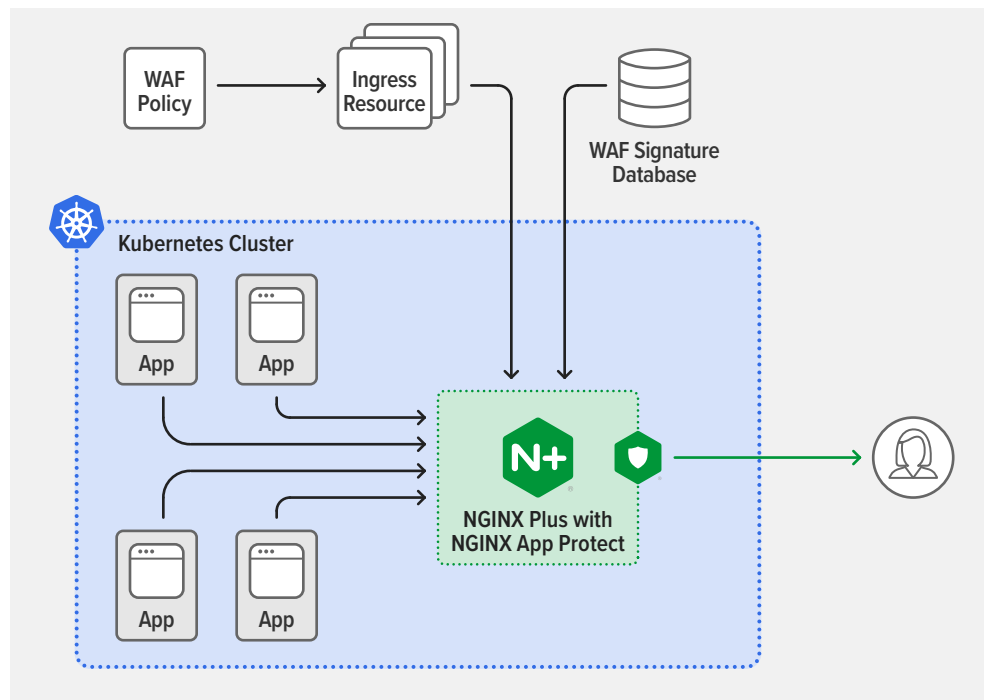 WAF
Policy
Ingress
Resource
WAF Signature
Database
Kubernetes Cluster
App
App
N+
NGINX Plus with
NGINX App Protect
App
App